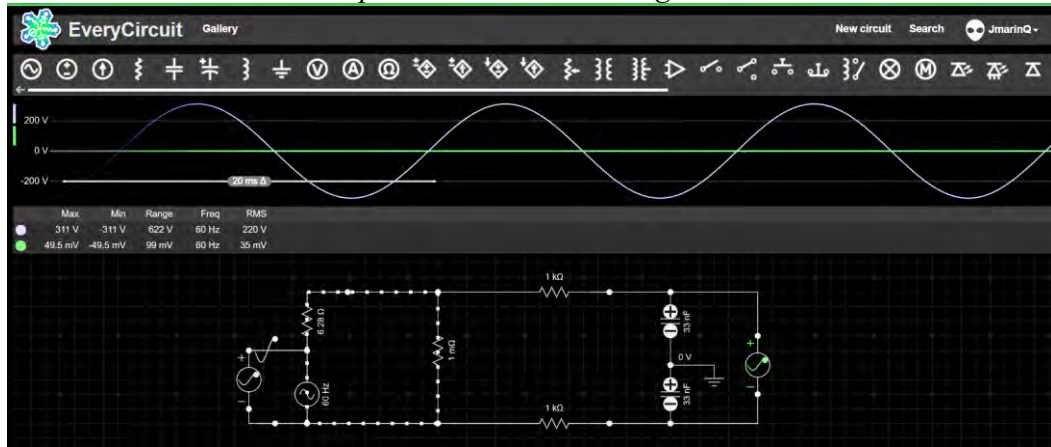 EveryCircuit Gallery New circuit Search JmarinQ
V A Ω M
200 V
0 V
-200 V
20 ms Δ
Max Min Range Freq RMS
311 V -311 V 622 V 60 Hz 220 V
49.5 mV -49.5 mV 99 mV 60 Hz 35 mV
1 kΩ
6.28 Ω
33 nF
1 mΩ
0 V
60 Hz
33 nF
1 kΩ